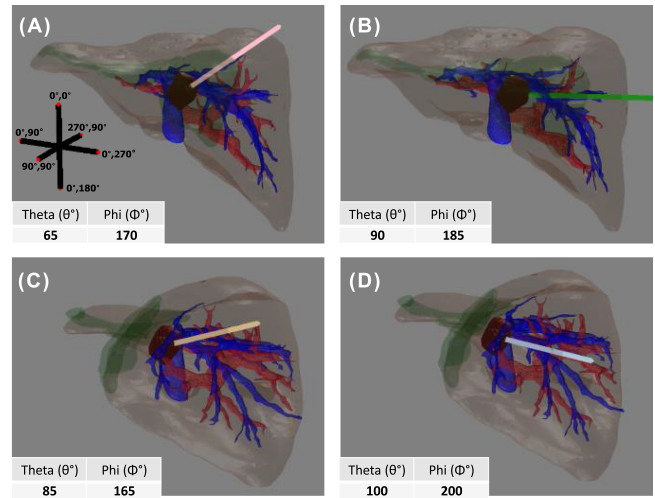 (A)
0°,0°
0°,90°
270°,90°
90°,90°
0°,270°
0°,180°
Theta (θ°) Phi (Φ°)
65 170
(B)
Theta (θ°) Phi (Φ°)
90 185
(C)
Theta (θ°) Phi (Φ°)
85 165
(D)
Theta (θ°) Phi (Φ°)
100 200